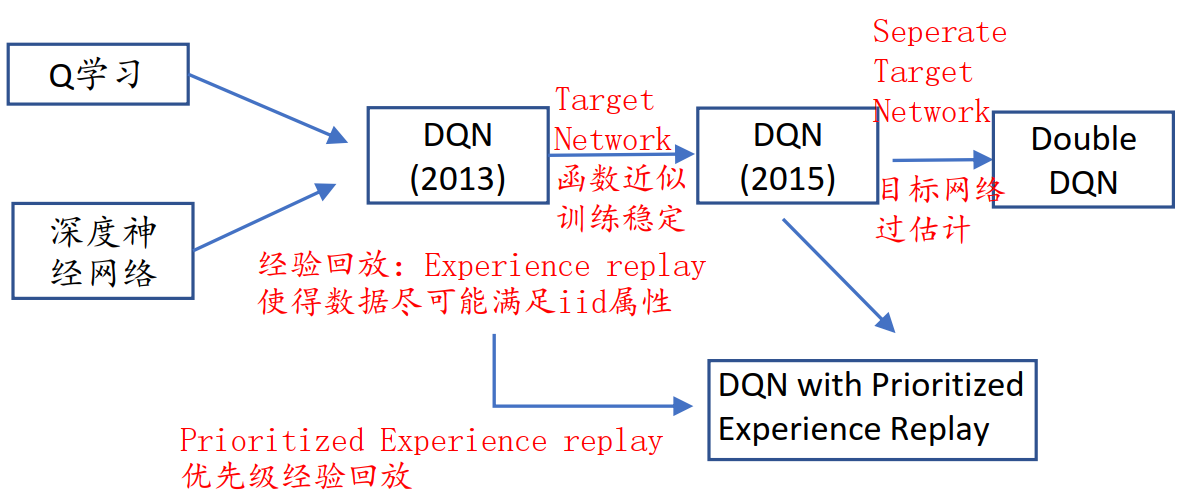 Q学习
深度神
经网络
DQN
(2013)
经验回放：Experience replay
使得数据尽可能满足iid属性
Target
Network
函数近似
训练稳定
DQN
(2015)
Seperate
Target
Network
目标网络
过估计
Double
DQN
Prioritized Experience replay
优先级经验回放
DQN with Prioritized
Experience Replay